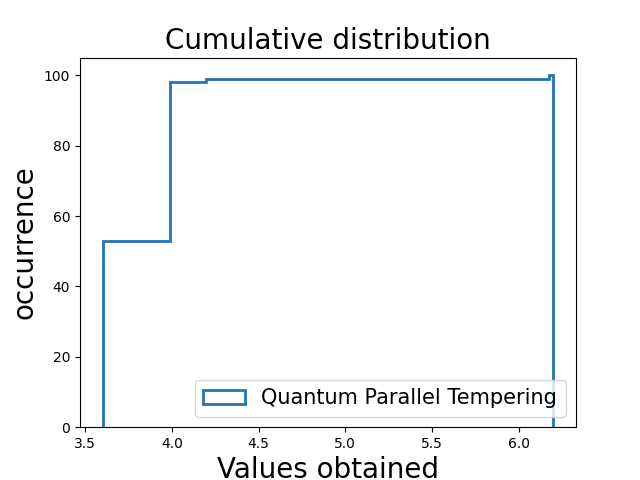 Cumulative distribution
100
80
60
40
20
0
occurrence
3.5 4.0 4.5 5.0 5.5 6.0
Values obtained
Quantum Parallel Tempering